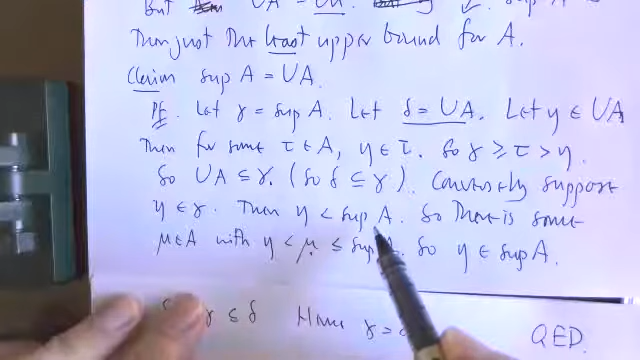 But UA = Un. sup A
Then just the least upper bound for A.
Claim sup A = UA.
Pf. Let γ = sup A. Let δ = UA. Let η ∈ UA
Then for some τ ∈ A, η ∈ τ. So γ ≥ τ > η.
So UA ⊆ γ. (So δ ≤ γ). Conversely suppose
η ∈ γ. Then η < sup A. So there is some
μ ∈ A with η < μ ≤ sup A. So η ∈ sup A.
γ ≤ δ Hence γ = QED.